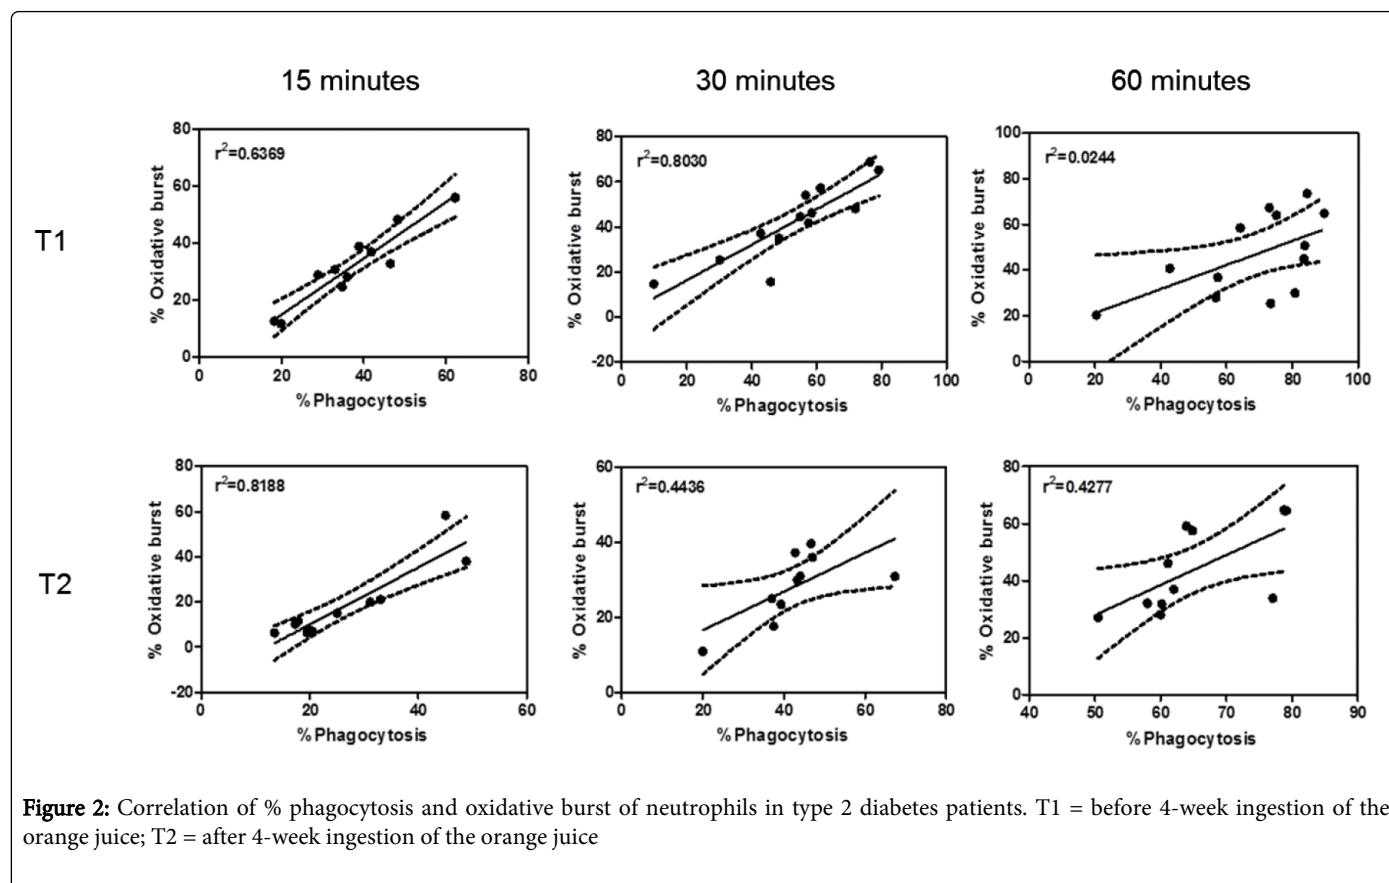 15 minutes
30 minutes
60 minutes
T1
r²=0.6369
% Oxidative burst
80
60
40
20
0
0
20
40
60
80
% Phagocytosis
r²=0.8030
% Oxidative burst
80
60
40
20
0
-20
0
20
40
60
80
100
% Phagocytosis
r²=0.0244
% Oxidative burst
100
80
60
40
20
0
0
20
40
60
80
100
% Phagocytosis
T2
r²=0.8188
% Oxidative burst
80
60
40
20
0
-20
0
20
40
60
% Phagocytosis
r²=0.4436
% Oxidative burst
60
40
20
0
0
20
40
60
80
% Phagocytosis
r²=0.4277
% Oxidative burst
80
60
40
20
0
40
50
60
70
80
90
% Phagocytosis
Figure 2: Correlation of % phagocytosis and oxidative burst of neutrophils in type 2 diabetes patients. T1 = before 4-week ingestion of the
orange juice; T2 = after 4-week ingestion of the orange juice